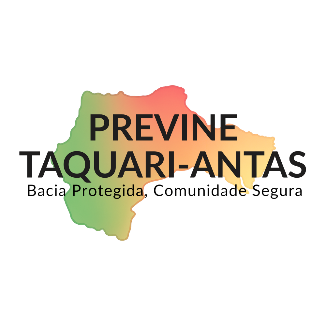 PREVINE
TAQUARI-ANTAS
Bacia Protegida, Comunidade Segura